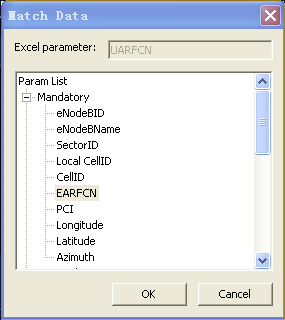 Match Data
Excel parameter: UARFCN
Param List
Mandatory
eNodeBID
eNodeBName
SectorID
Local CellID
CellID
EARFCN
PCI
Longitude
Latitude
Azimuth
OK Cancel